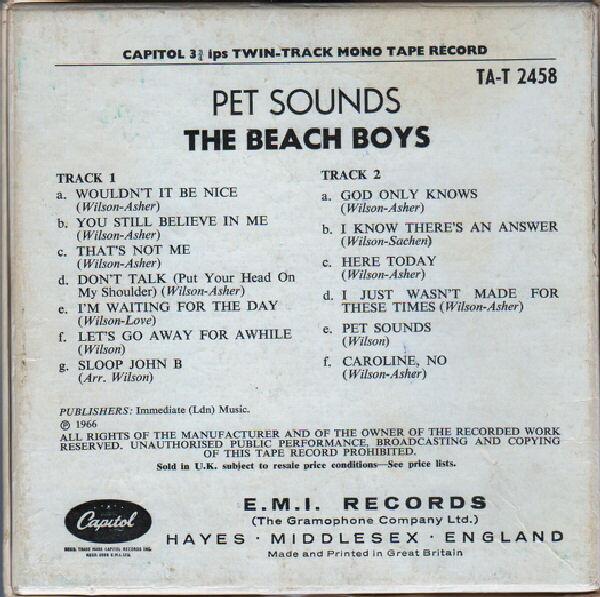 CAPITOL 3¾ ips TWIN-TRACK MONO TAPE RECORD
TA-T 2458
PET SOUNDS
THE BEACH BOYS
TRACK 1
a. WOULDN'T IT BE NICE
(Wilson-Asher)
b. YOU STILL BELIEVE IN ME
(Wilson-Asher)
c. THAT'S NOT ME
(Wilson-Asher)
d. DON'T TALK (Put Your Head On
My Shoulder) (Wilson-Asher)
e. I'M WAITING FOR THE DAY
(Wilson-Love)
f. LET'S GO AWAY FOR AWHILE
(Wilson)
g. SLOOP JOHN B
(Arr. Wilson)
TRACK 2
a. GOD ONLY KNOWS
(Wilson-Asher)
b. I KNOW THERE'S AN ANSWER
(Wilson-Sachen)
c. HERE TODAY
(Wilson-Asher)
d. I JUST WASN'T MADE FOR
THESE TIMES (Wilson-Asher)
e. PET SOUNDS
(Wilson)
f. CAROLINE, NO
(Wilson-Asher)
PUBLISHERS: Immediate (Ldn) Music.
℗ 1966
ALL RIGHTS OF THE MANUFACTURER AND OF THE OWNER OF THE RECORDED WORK
RESERVED. UNAUTHORISED PUBLIC PERFORMANCE, BROADCASTING AND COPYING
OF THIS TAPE RECORD PROHIBITED.
Sold in U.K. subject to resale price conditions—See price lists.
Capitol
REGD. TRADE MARK CAPITOL RECORDS INC.
E.M.I. RECORDS
(The Gramophone Company Ltd.)
HAYES · MIDDLESEX · ENGLAND
Made and Printed in Great Britain